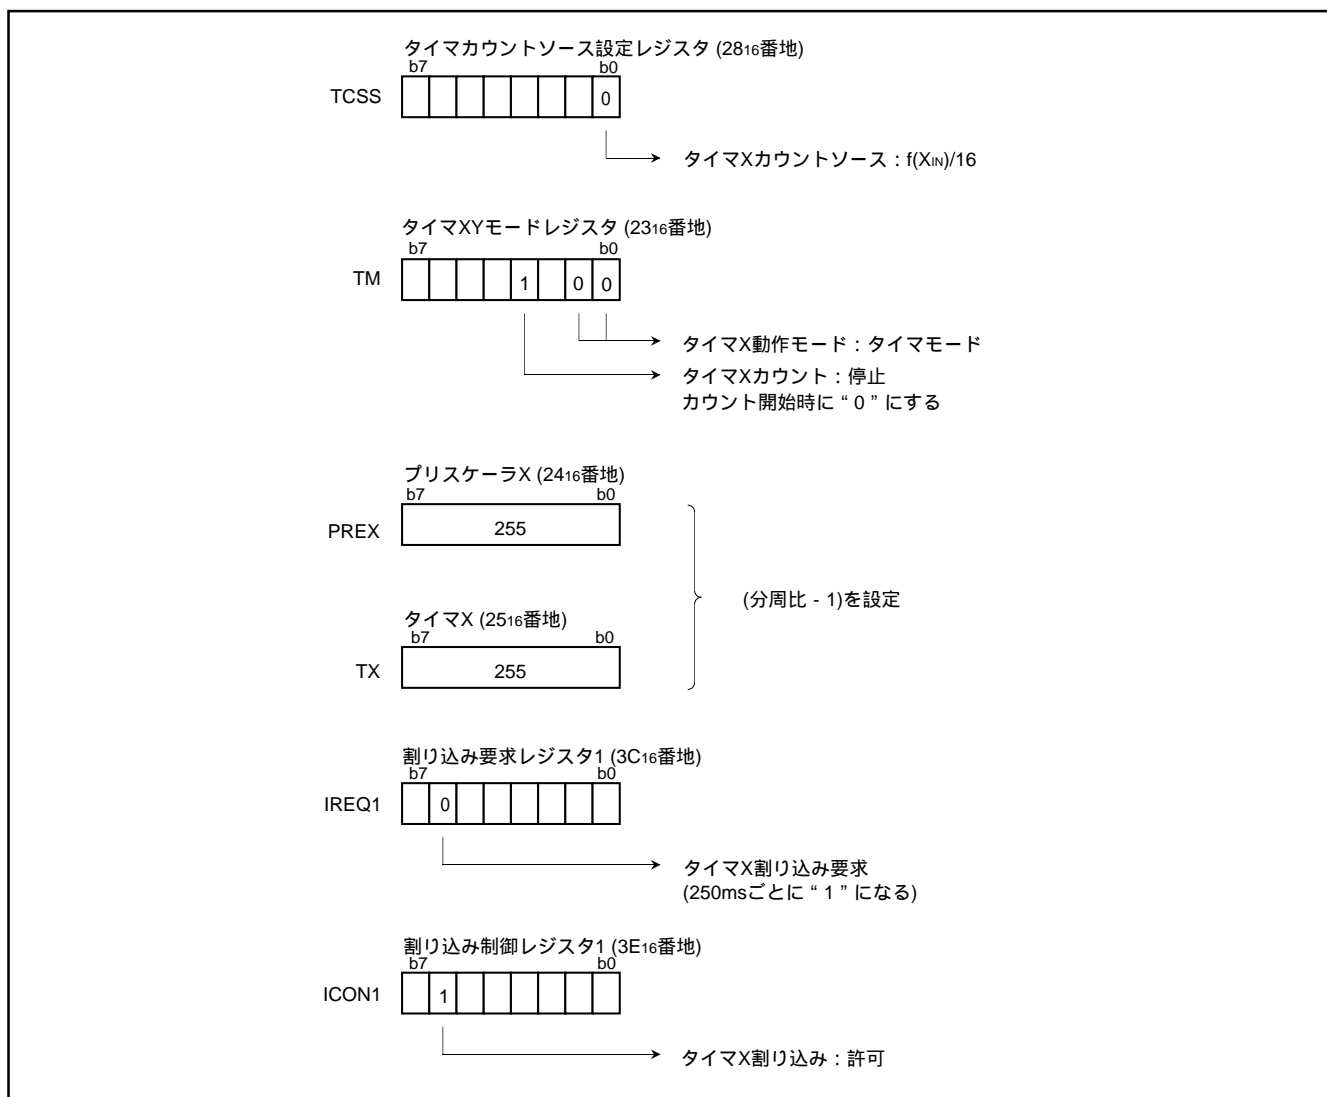 タイマカウントソース設定レジスタ (2816番地)
b7 b0
TCSS 0
タイマXカウントソース : f(XIN)/16
タイマXYモードレジスタ (2316番地)
b7 b0
TM 1 0 0
タイマX動作モード : タイマモード
タイマXカウント : 停止
カウント開始時に “ 0 ” にする
プリスケーラX (2416番地)
b7 b0
PREX 255
(分周比 - 1)を設定
タイマX (2516番地)
b7 b0
TX 255
割り込み要求レジスタ1 (3C16番地)
b7 b0
IREQ1 0
タイマX割り込み要求
(250msごとに “ 1 ” になる)
割り込み制御レジスタ1 (3E16番地)
b7 b0
ICON1 1
タイマX割り込み : 許可